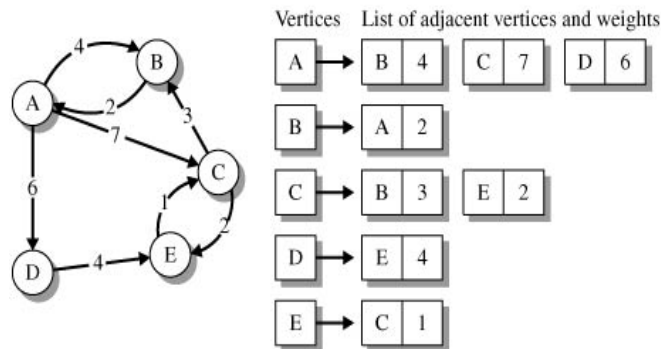 Vertices List of adjacent vertices and weights
4
B
A B 4 C 7 D 6
2
A
3
7
B A 2
C
6
1
C B 3 E 2
2
E
4
D
D E 4
E C 1